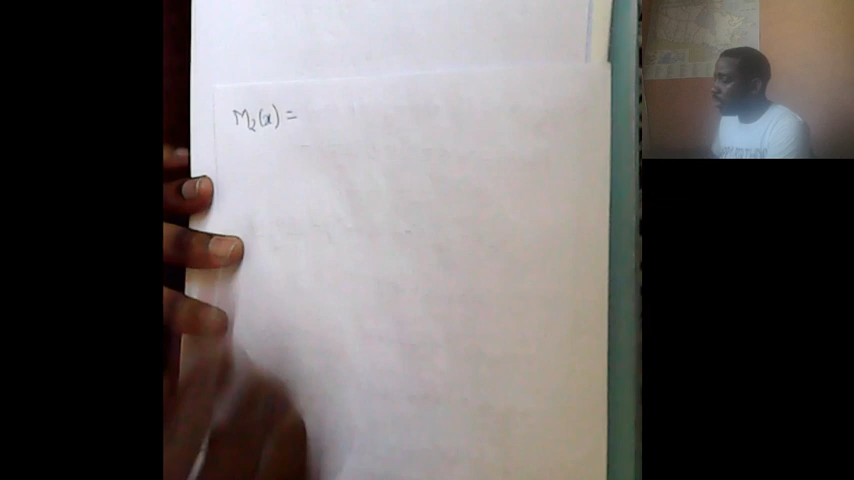 M₂(x) =